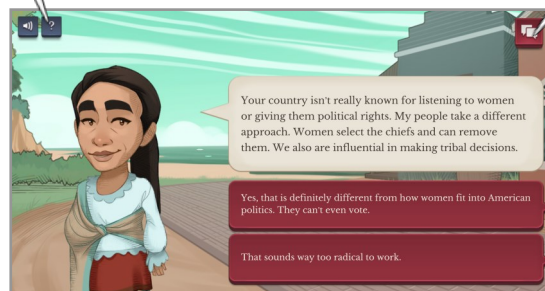 ?
Your country isn't really known for listening to women
or giving them political rights. My people take a different
approach. Women select the chiefs and can remove
them. We also are influential in making tribal decisions.
Yes, that is definitely different from how women fit into American
politics. They can't even vote.
That sounds way too radical to work.